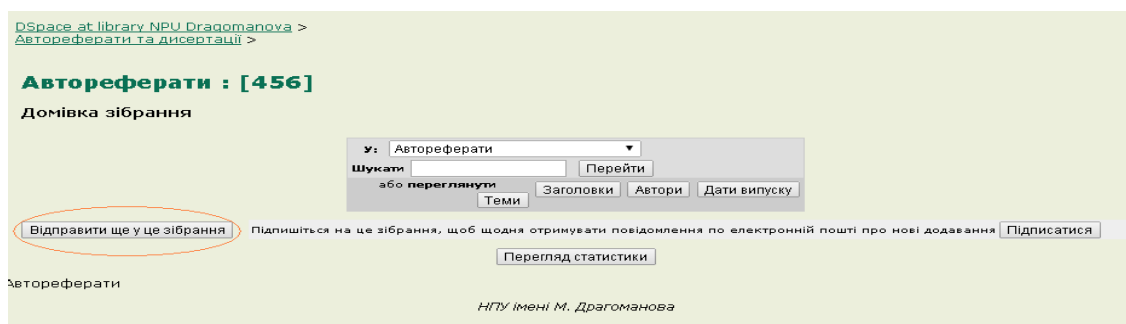 DSpace at library NPU Dragomanova >
Автореферати та дисертації >
Автореферати : [456]
Домівка зібрання
У: Автореферати
Шукати Перейти
або переглянути Заголовки Автори Дати випуску
Теми
Відправити ще у це зібрання Підпишіться на це зібрання, щоб щодня отримувати повідомлення по електронній пошті про нові додавання Підписатися
Перегляд статистики
Автореферати
НПУ імені М. Драгоманова